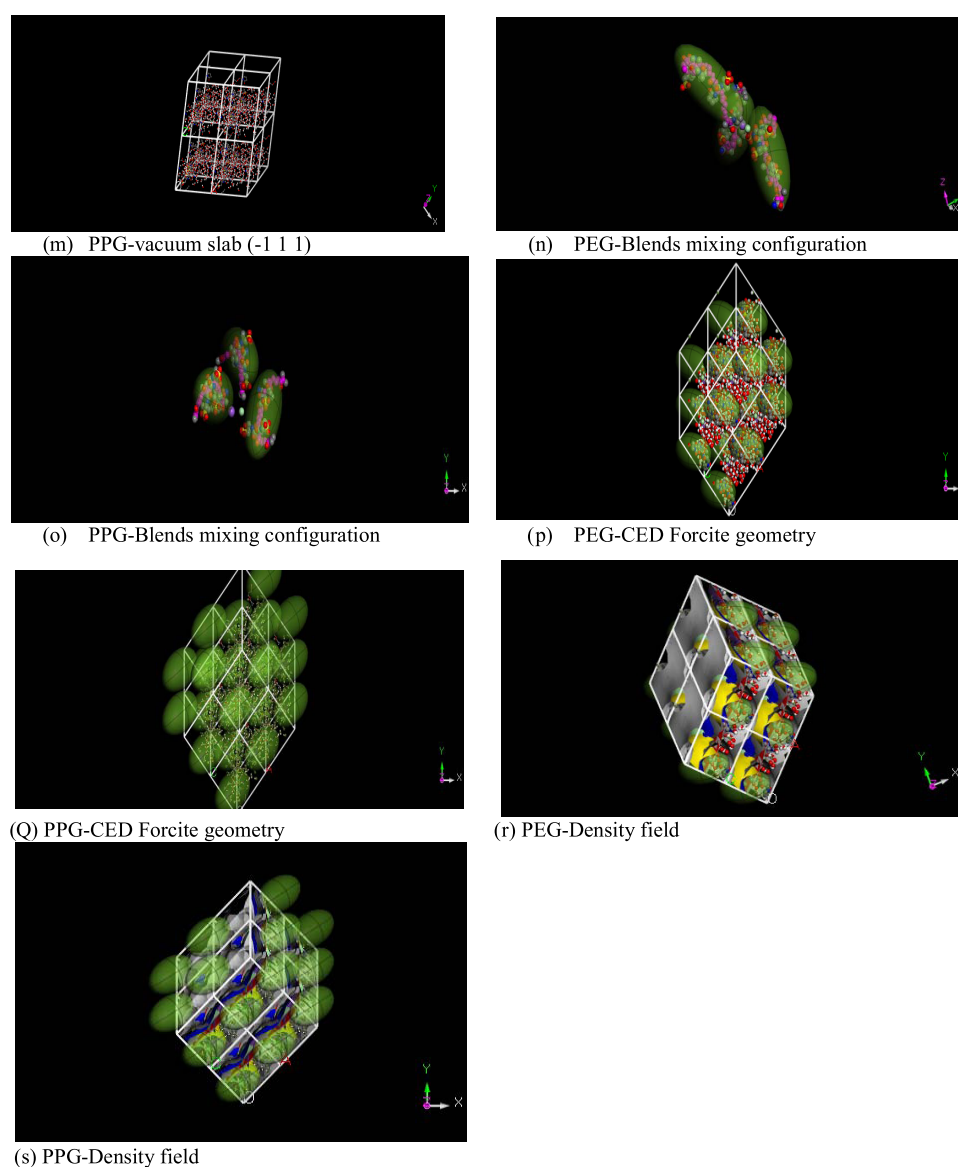 (m) PPG-vacuum slab (-1 1 1)
(n) PEG-Blends mixing configuration
(o) PPG-Blends mixing configuration
(p) PEG-CED Forcite geometry
(Q) PPG-CED Forcite geometry
(r) PEG-Density field
(s) PPG-Density field
Y
X
Z
X
Y
X
Y
X
Y
X
A
Y
X
A
O
Y
X
A
O